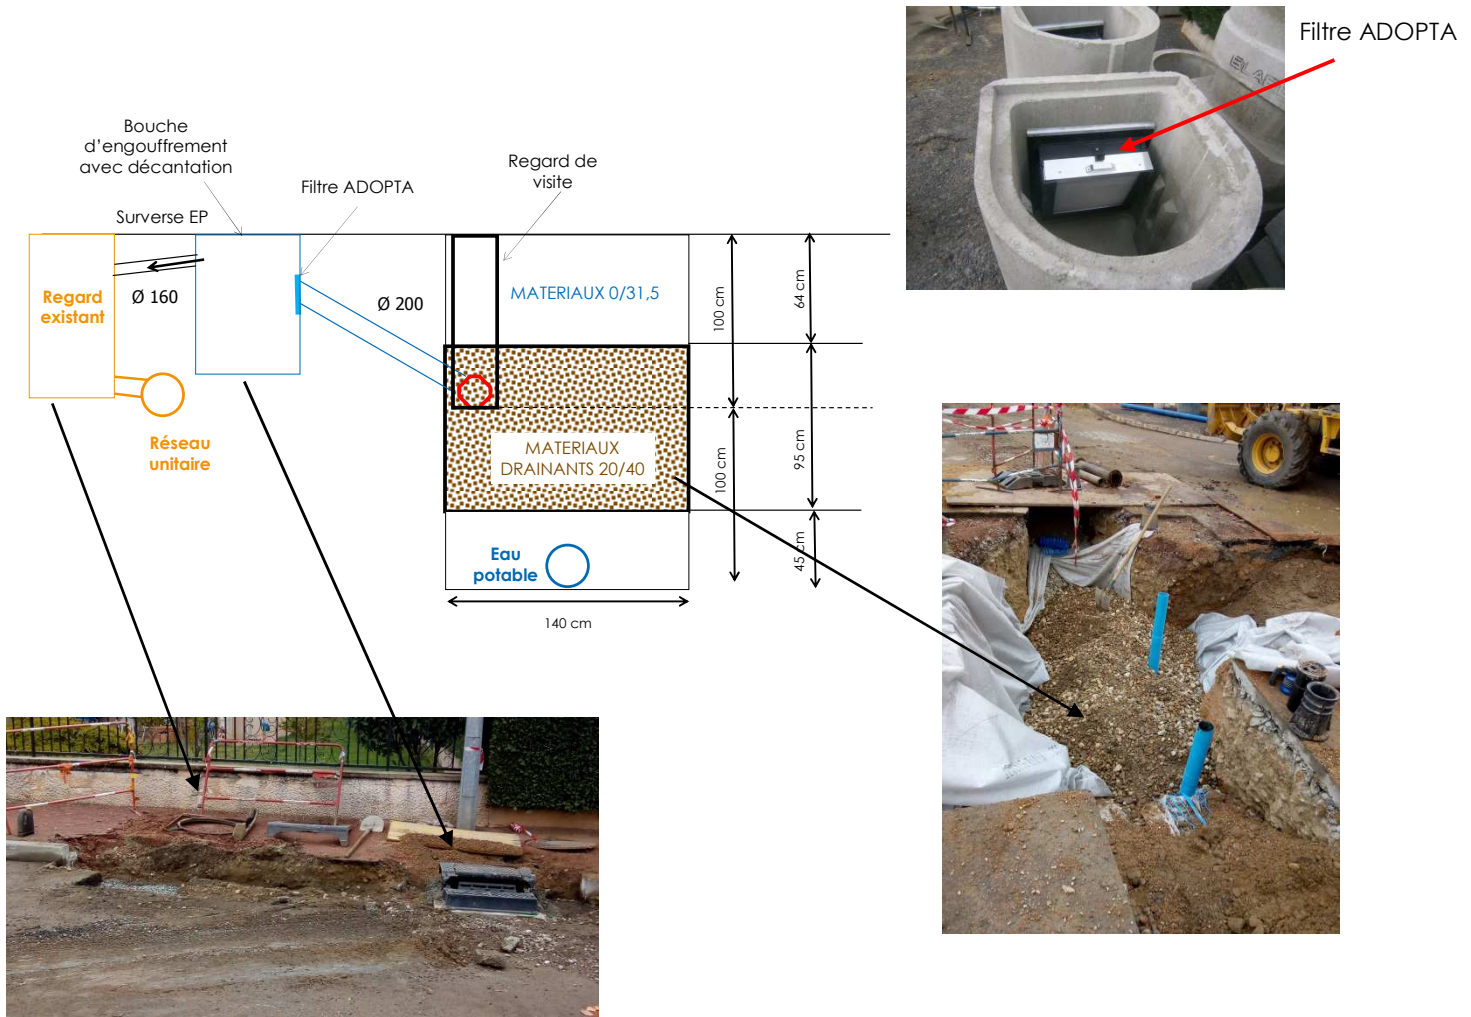 Filtre ADOPTA
Bouche
d’engouffrement
avec décantation
Regard de
visite
Filtre ADOPTA
Surverse EP
Regard
existant
Ø 160
Ø 200
MATERIAUX 0/31,5
100 cm
64 cm
Réseau
unitaire
MATERIAUX
DRAINANTS 20/40
100 cm
95 cm
Eau
potable
45 cm
140 cm